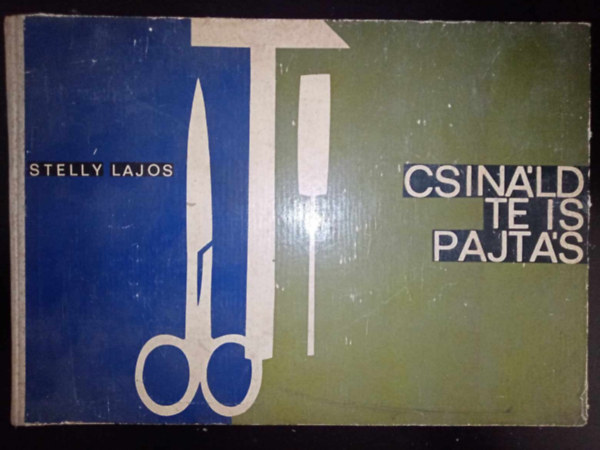 STELLY LAJOS
CSINÁLD
TE IS
PAJTÁS